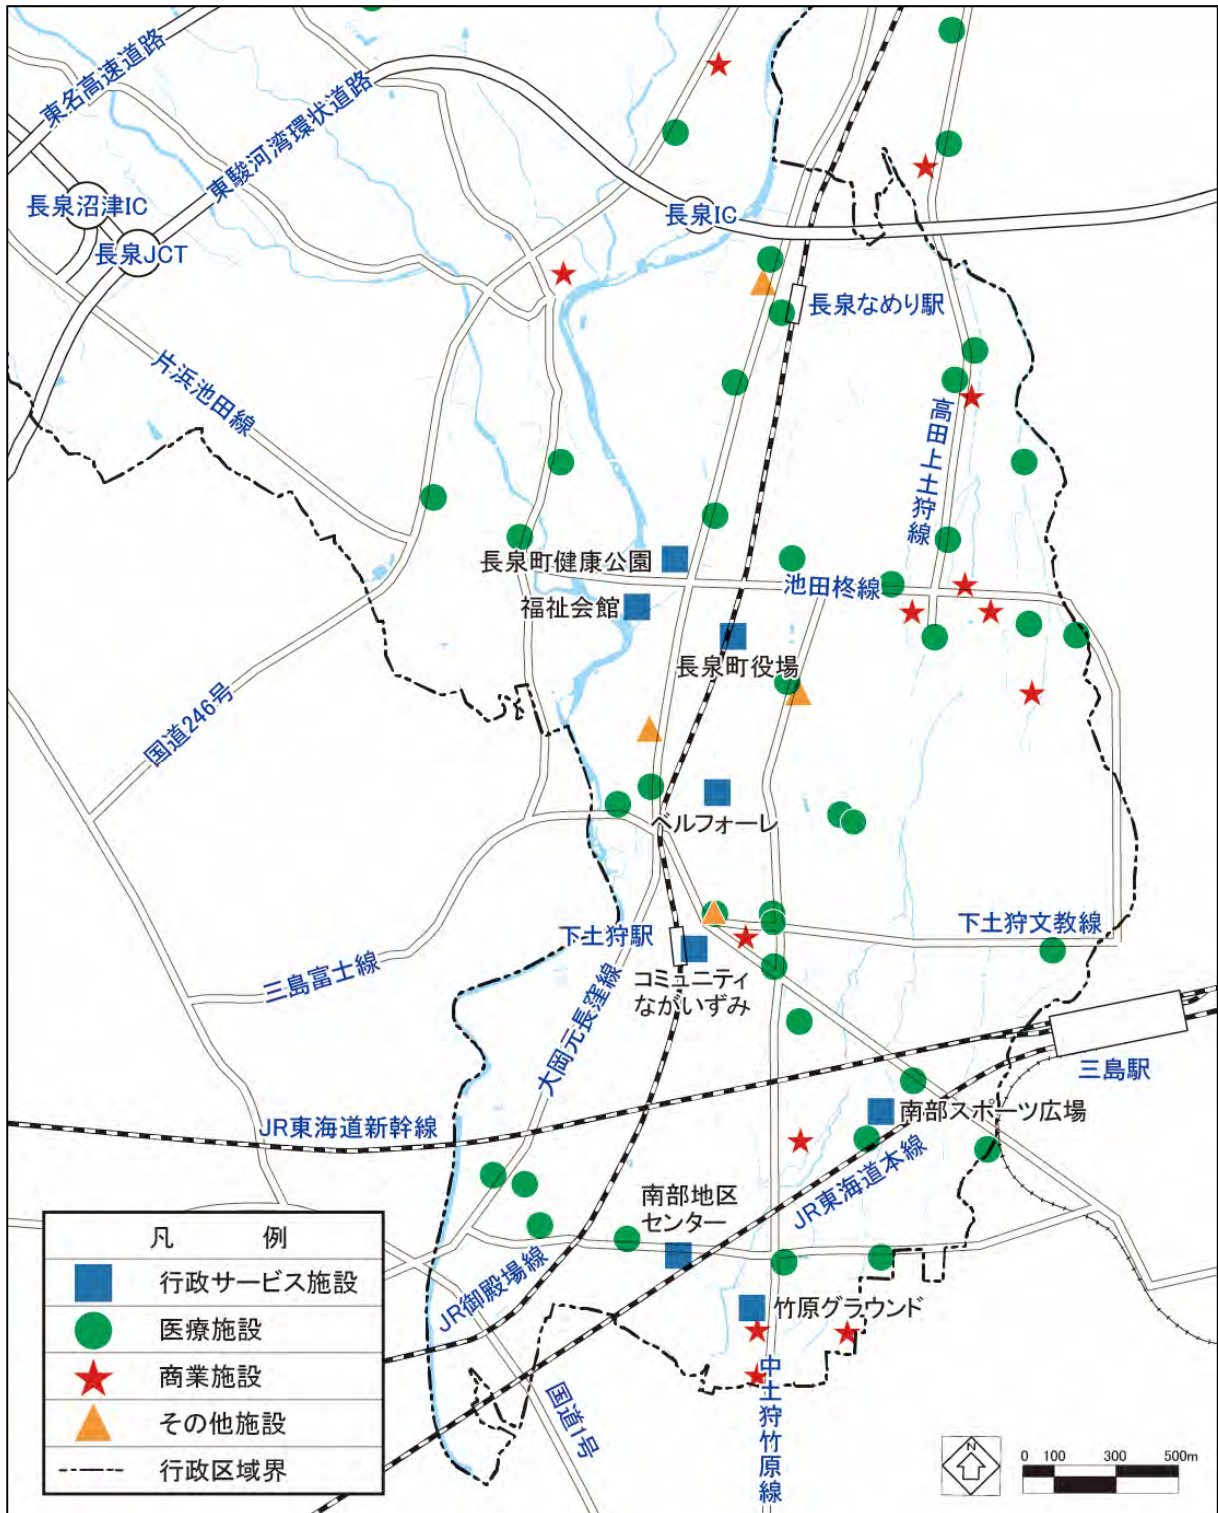 東名高速道路
東駿河湾環状道路
長泉沼津IC
長泉JCT
長泉IC
長泉なめり駅
片浜池田線
高田上土狩線
長泉町健康公園
池田柊線
福祉会館
長泉町役場
国道246号
ベルフォーレ
下土狩駅
下土狩文教線
コミュニティ
ながいずみ
三島富士線
大岡元長窪線
三島駅
JR東海道新幹線
南部スポーツ広場
JR東海道本線
南部地区
センター
JR御殿場線
竹原グラウンド
中土狩竹原線
国道1号
凡 例
行政サービス施設
医療施設
商業施設
その他施設
行政区域界
N
0 100 300 500m